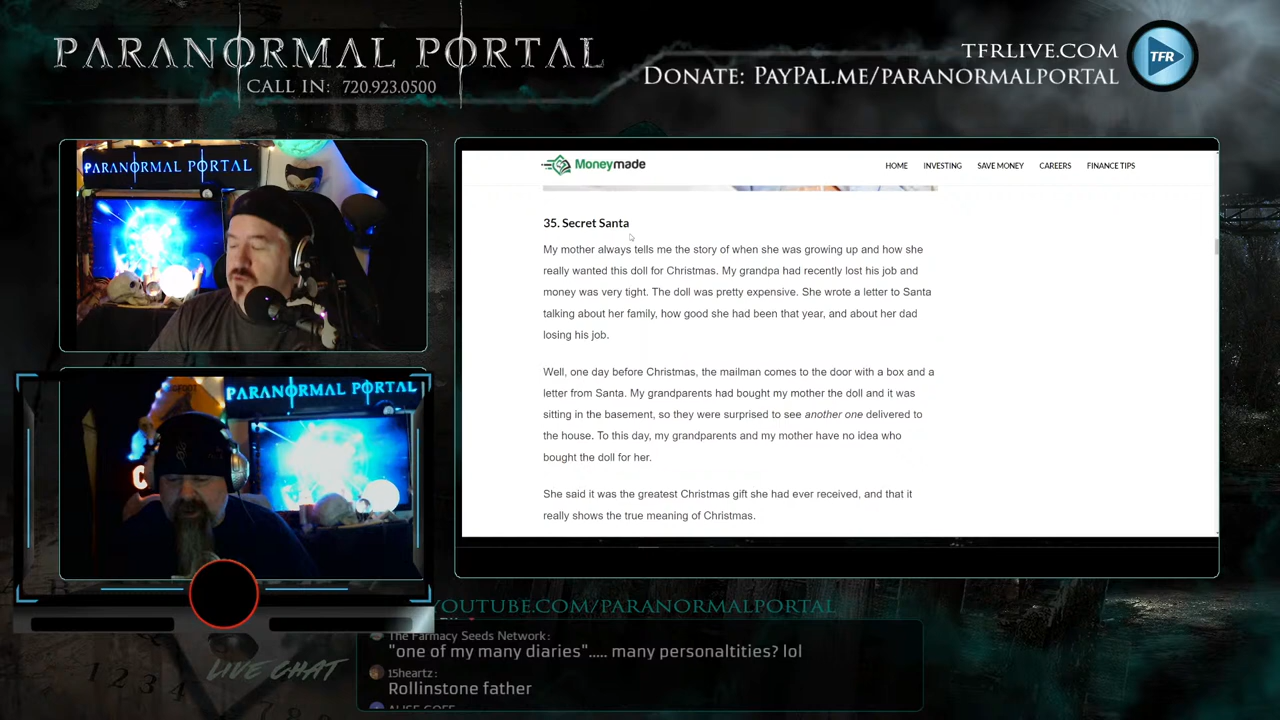 PARANORMAL PORTAL
CALL IN: 720.923.0500
TFRLIVE.COM
DONATE: PAYPAL.ME/PARANORMALPORTAL
TFR
PARANORMAL PORTAL
PARANORMAL PORTAL
Moneymade
HOME INVESTING SAVE MONEY CAREERS FINANCE TIPS
35. Secret Santa
My mother always tells me the story of when she was growing up and how she
really wanted this doll for Christmas. My grandpa had recently lost his job and
money was very tight. The doll was pretty expensive. She wrote a letter to Santa
talking about her family, how good she had been that year, and about her dad
losing his job.
Well, one day before Christmas, the mailman comes to the door with a box and a
letter from Santa. My grandparents had bought my mother the doll and it was
sitting in the basement, so they were surprised to see another one delivered to
the house. To this day, my grandparents and my mother have no idea who
bought the doll for her.
She said it was the greatest Christmas gift she had ever received, and that it
really shows the true meaning of Christmas.
YOUTUBE.COM/PARANORMALPORTAL
LIVE CHAT
The Farmacy Seeds Network:
"one of my many diaries"..... many personaltities? lol
15heartz:
Rollinstone father
1 2 3 4